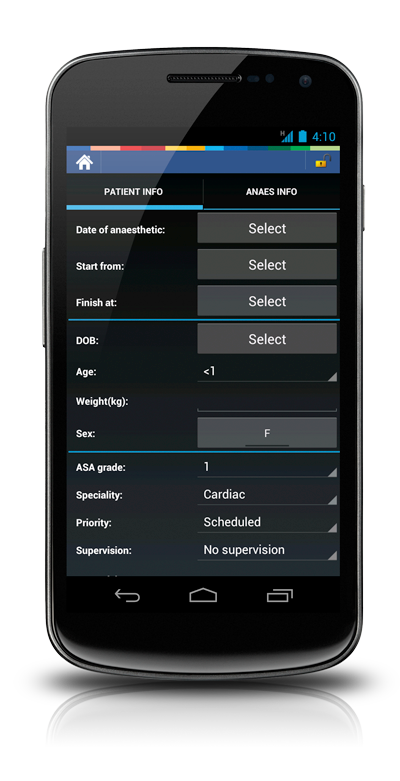 H 4:10
PATIENT INFO ANAES INFO
Date of anaesthetic: Select
Start from: Select
Finish at: Select
DOB: Select
Age: <1
Weight(kg):
Sex: F
ASA grade: 1
Speciality: Cardiac
Priority: Scheduled
Supervision: No supervision